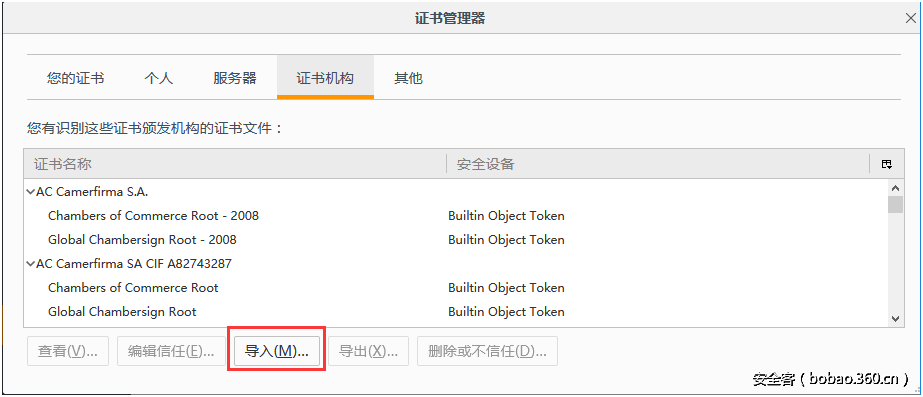 证书管理器
您的证书 个人 服务器 证书机构 其他
您有识别这些证书颁发机构的证书文件：
证书名称 安全设备
AC Camerfirma S.A.
Chambers of Commerce Root - 2008 Builtin Object Token
Global Chambersign Root - 2008 Builtin Object Token
AC Camerfirma SA CIF A82743287
Chambers of Commerce Root Builtin Object Token
Global Chambersign Root Builtin Object Token
查看(V)... 编辑信任(E)... 导入(M)... 导出(X)... 删除或不信任(D)...
安全客（bobao.360.cn）